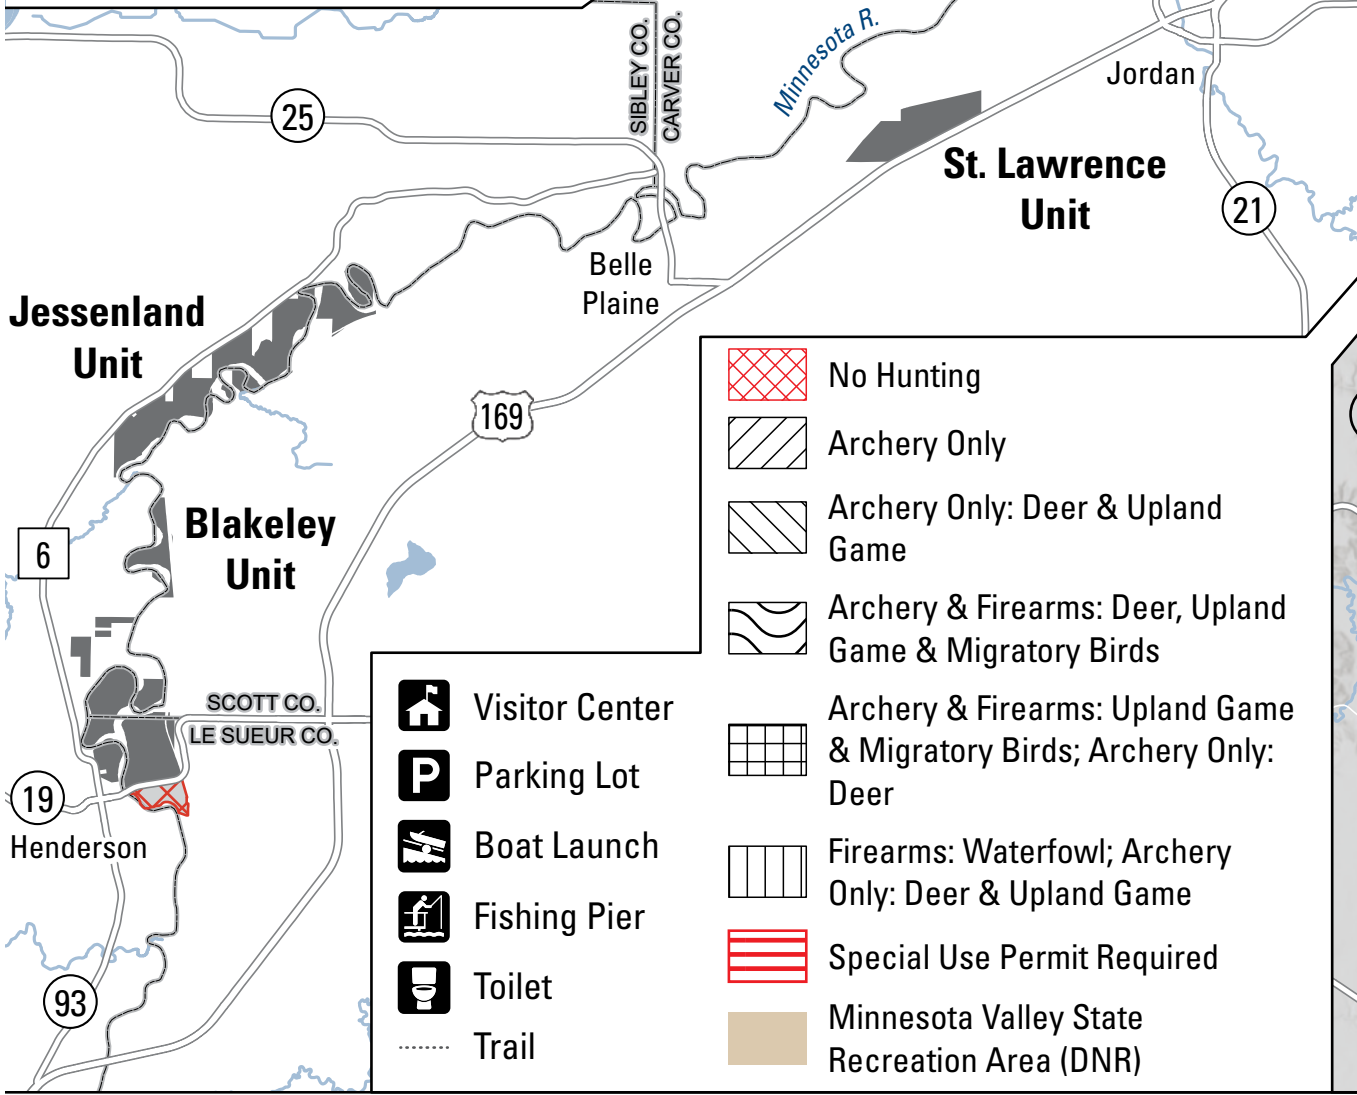 SIBLEY CO.
CARVER CO.
Minnesota R.
Jordan
25
St. Lawrence
Unit
21
Belle
Plaine
Jessenland
Unit
169
Blakeley
Unit
6
SCOTT CO.
LE SUEUR CO.
19
Henderson
93
Visitor Center
P
Parking Lot
Boat Launch
Fishing Pier
Toilet
Trail
No Hunting
Archery Only
Archery Only: Deer & Upland
Game
Archery & Firearms: Deer, Upland
Game & Migratory Birds
Archery & Firearms: Upland Game
& Migratory Birds; Archery Only:
Deer
Firearms: Waterfowl; Archery
Only: Deer & Upland Game
Special Use Permit Required
Minnesota Valley State
Recreation Area (DNR)